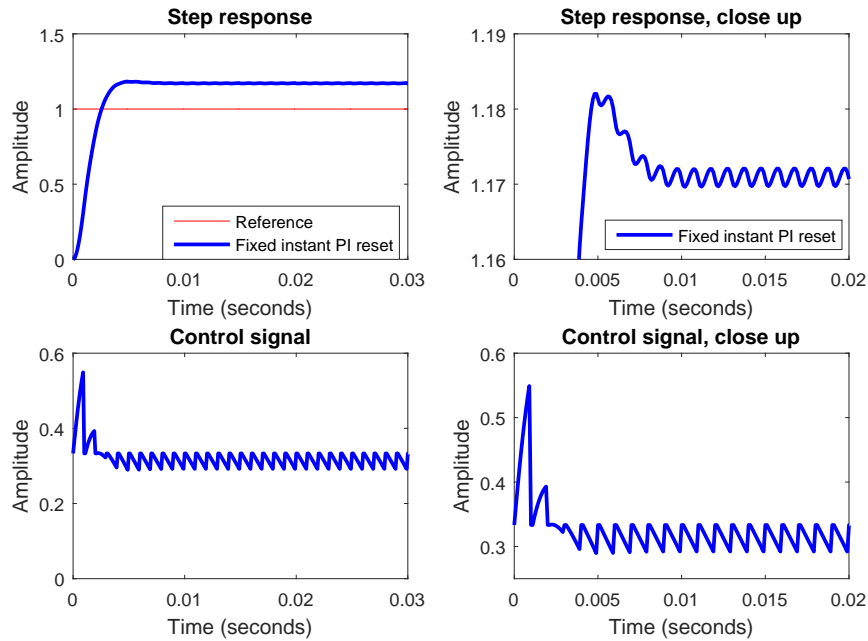 Step response
Amplitude
1.5
1
0.5
0
Reference
Fixed instant PI reset
0 0.01 0.02 0.03
Time (seconds)
Step response, close up
Amplitude
1.19
1.18
1.17
1.16
Fixed instant PI reset
0 0.005 0.01 0.015 0.02
Time (seconds)
Control signal
Amplitude
0.6
0.4
0.2
0
0 0.01 0.02 0.03
Time (seconds)
Control signal, close up
Amplitude
0.6
0.5
0.4
0.3
0 0.005 0.01 0.015 0.02
Time (seconds)